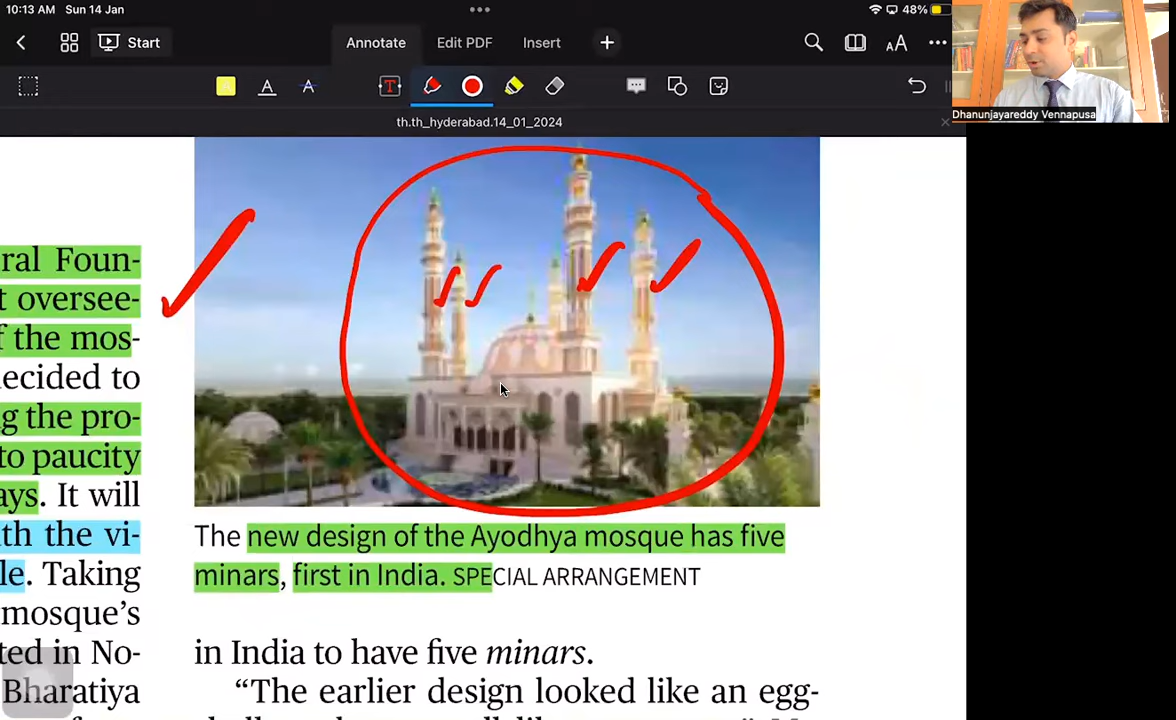 10:13 AM Sun 14 Jan
48%
Start
Annotate
Edit PDF
Insert
AA
T
A
A
th.th_hyderabad.14_01_2024
Dhanunjayareddy Vennapusa
ral Foun-
t oversee-
f the mos-
ecided to
g the pro-
to paucity
ays. It will
th the vi-
le. Taking
mosque's
ted in No-
Bharatiya
The new design of the Ayodhya mosque has five
minars, first in India. SPECIAL ARRANGEMENT
in India to have five minars.
“The earlier design looked like an egg-